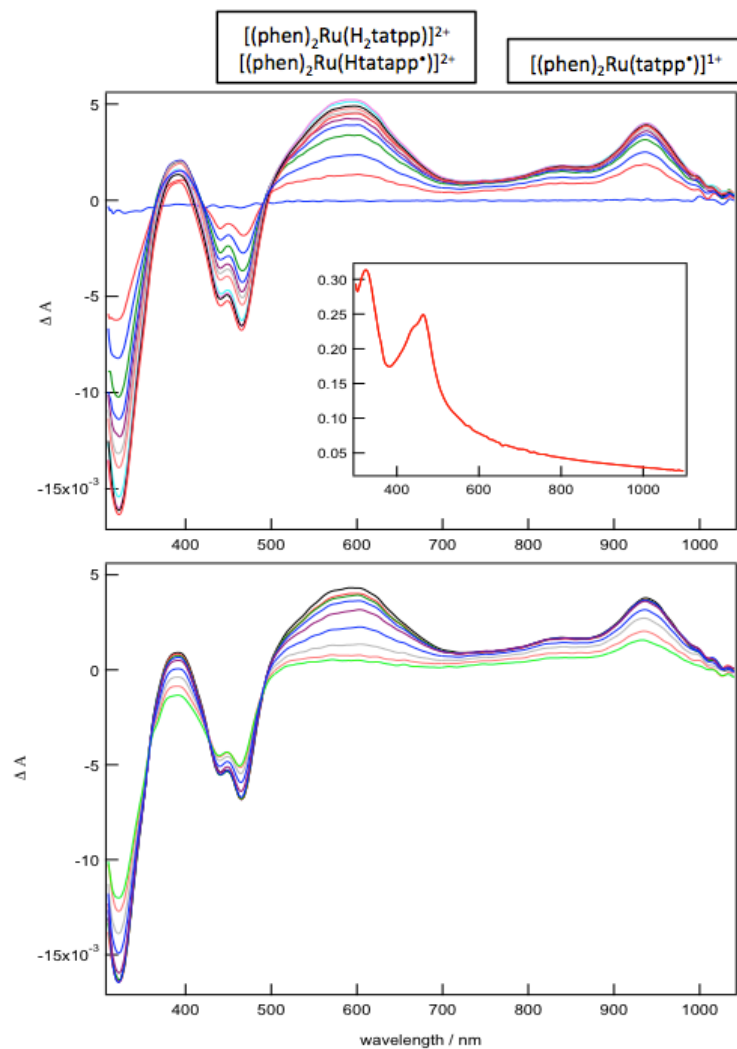 [(phen)₂Ru(H₂tatpp)]²⁺
[(phen)₂Ru(Htatapp•)]²⁺
[(phen)₂Ru(tatpp•)]¹⁺
5
0
-5
-10
-15x10⁻³
Δ A
0.30
0.25
0.20
0.15
0.10
0.05
400 600 800 1000
400 500 600 700 800 900 1000
5
0
-5
-10
-15x10⁻³
Δ A
400 500 600 700 800 900 1000
wavelength / nm